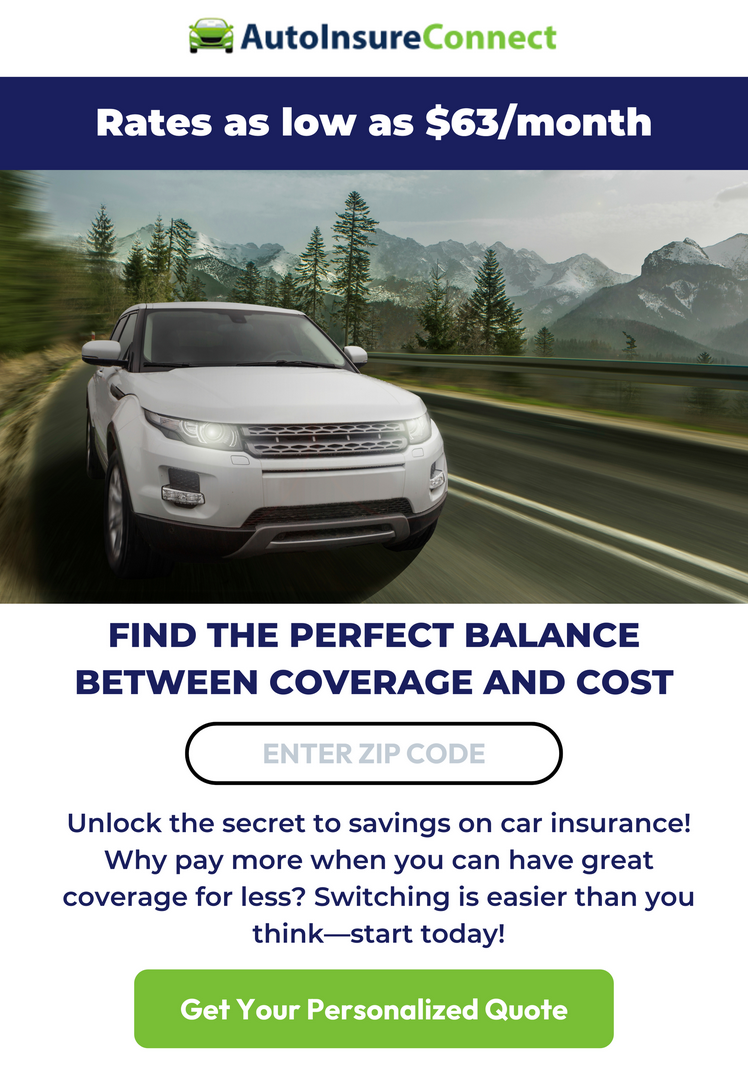 AutoInsureConnect
Rates as low as $63/month
FIND THE PERFECT BALANCE
BETWEEN COVERAGE AND COST
ENTER ZIP CODE
Unlock the secret to savings on car insurance!
Why pay more when you can have great
coverage for less? Switching is easier than you
think—start today!
Get Your Personalized Quote